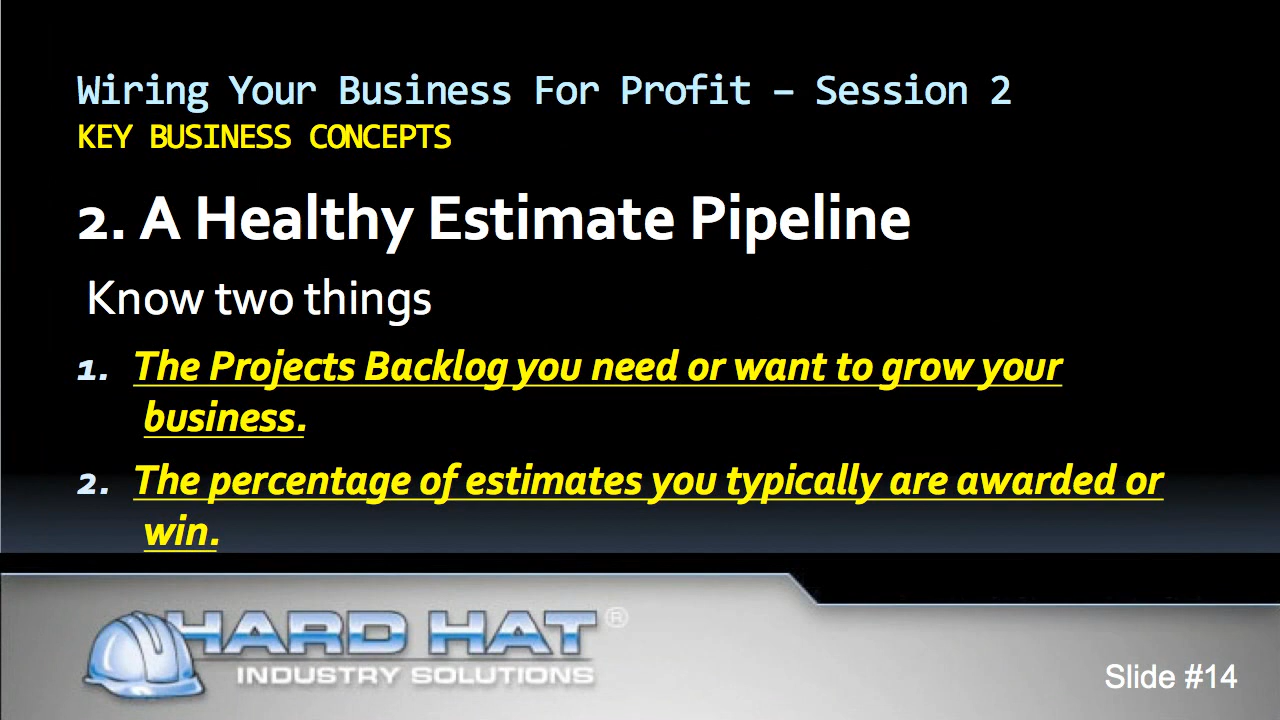 Wiring Your Business For Profit – Session 2
KEY BUSINESS CONCEPTS
2. A Healthy Estimate Pipeline
Know two things
1. The Projects Backlog you need or want to grow your
business.
2. The percentage of estimates you typically are awarded or
win.
HARD HAT®
INDUSTRY SOLUTIONS
Slide #14